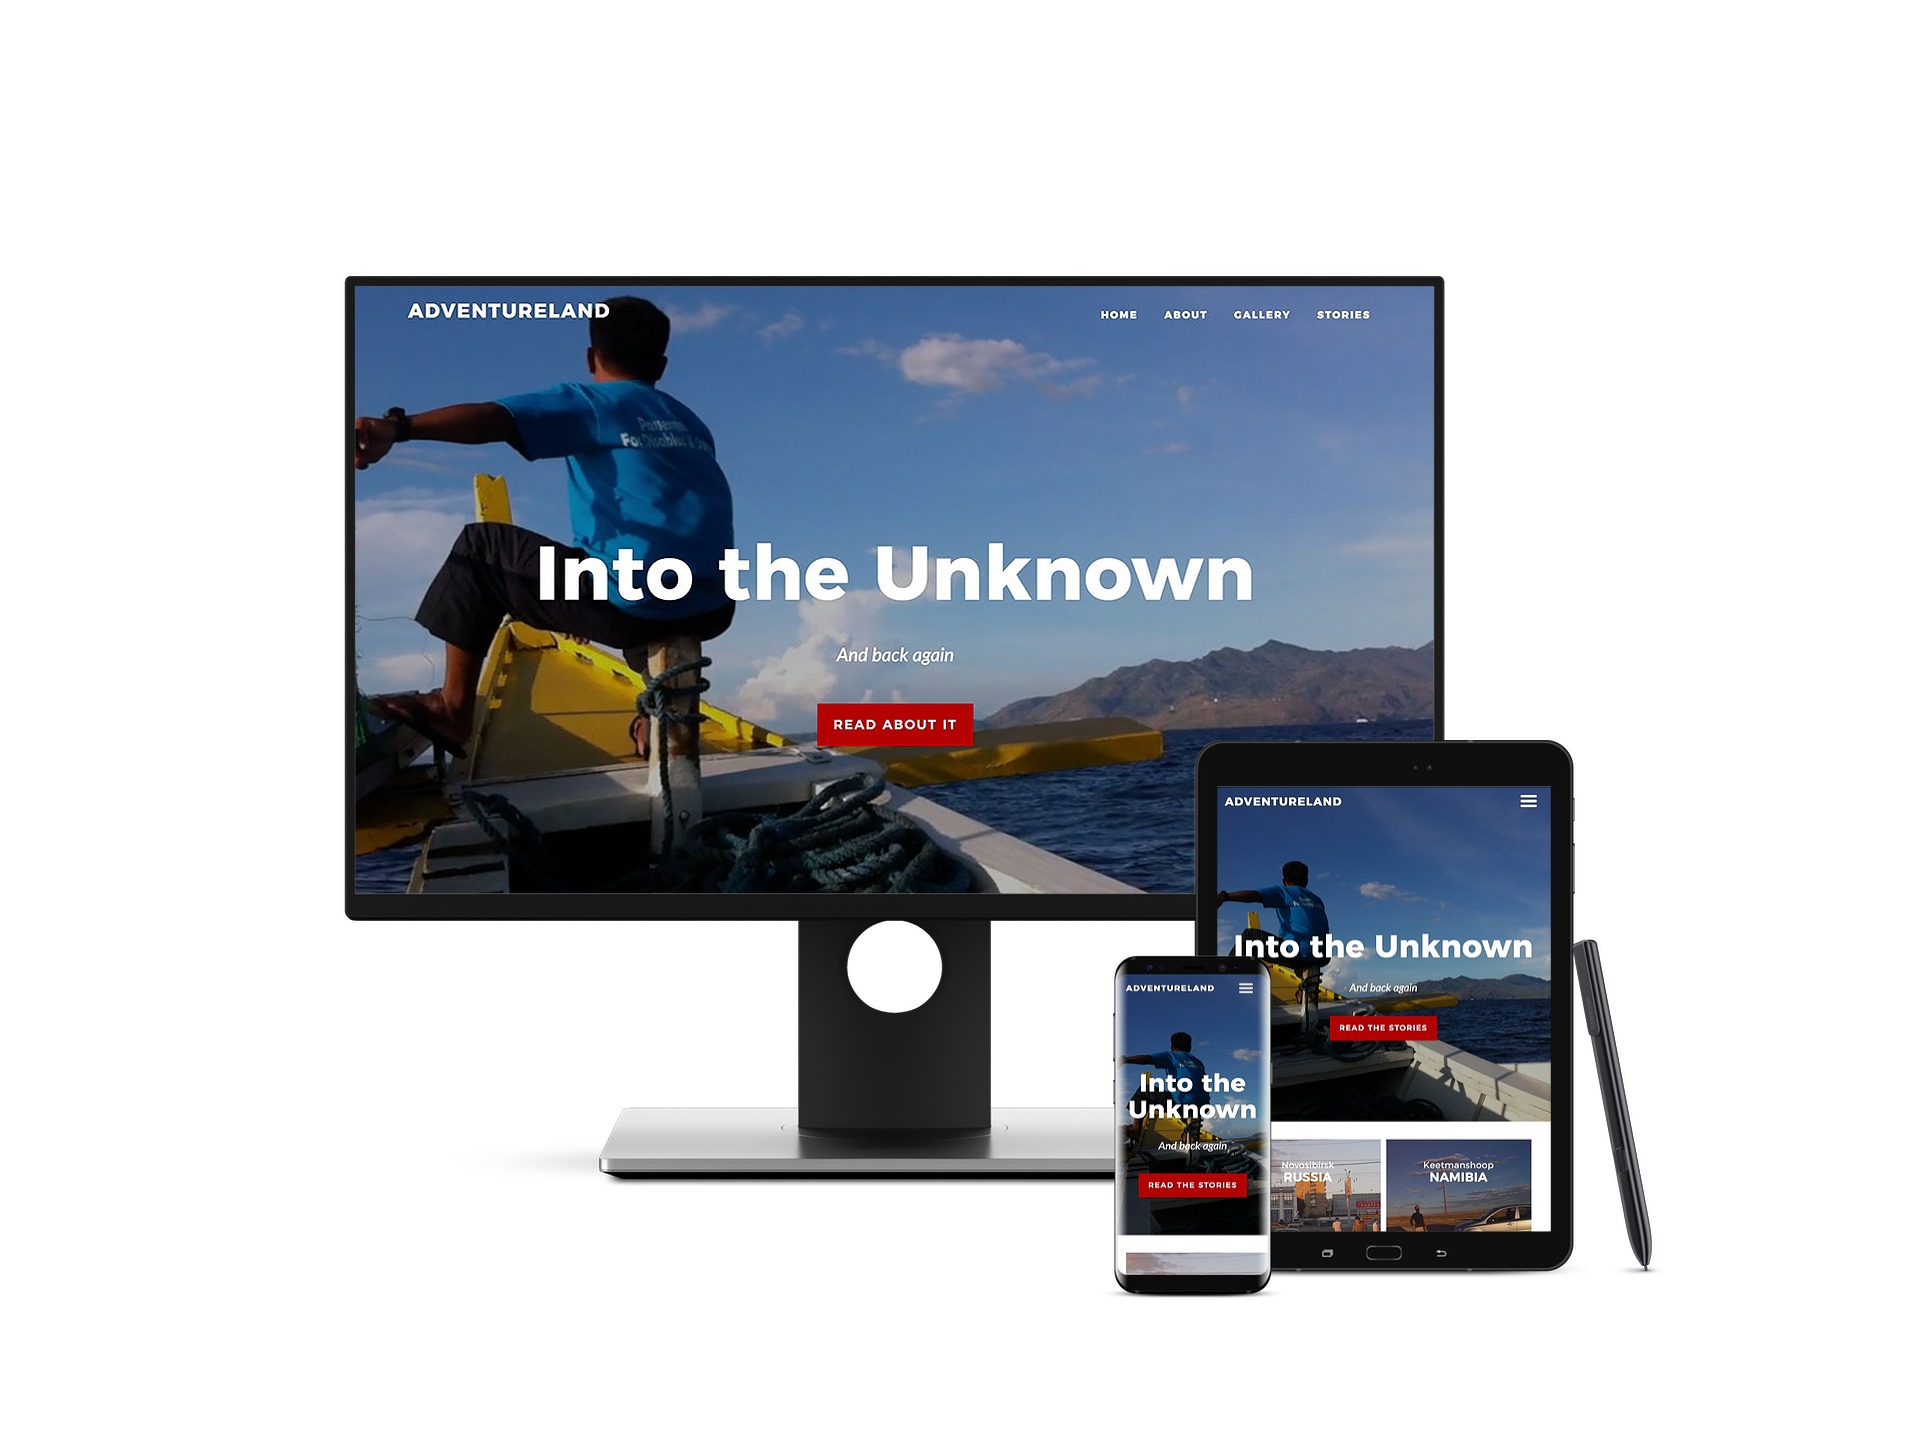 ADVENTURELAND
HOME ABOUT GALLERY STORIES
Into the Unknown
And back again
READ ABOUT IT
ADVENTURELAND
Into the Unknown
And back again
READ THE STORIES
Novosibirsk
RUSSIA
Keetmanshoop
NAMIBIA
ADVENTURELAND
Into the
Unknown
And back again
READ THE STORIES